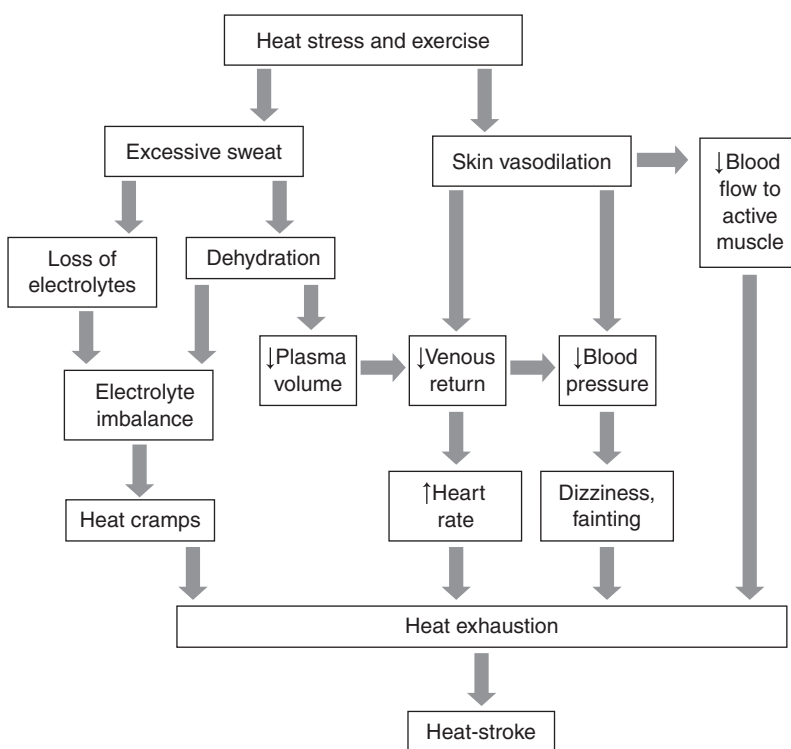 Heat stress and exercise
Excessive sweat
Skin vasodilation
↓Blood
flow to
active
muscle
Loss of
electrolytes
Dehydration
↓Plasma
volume
↓Venous
return
↓Blood
pressure
Electrolyte
imbalance
Heat cramps
↑Heart
rate
Dizziness,
fainting
Heat exhaustion
Heat-stroke